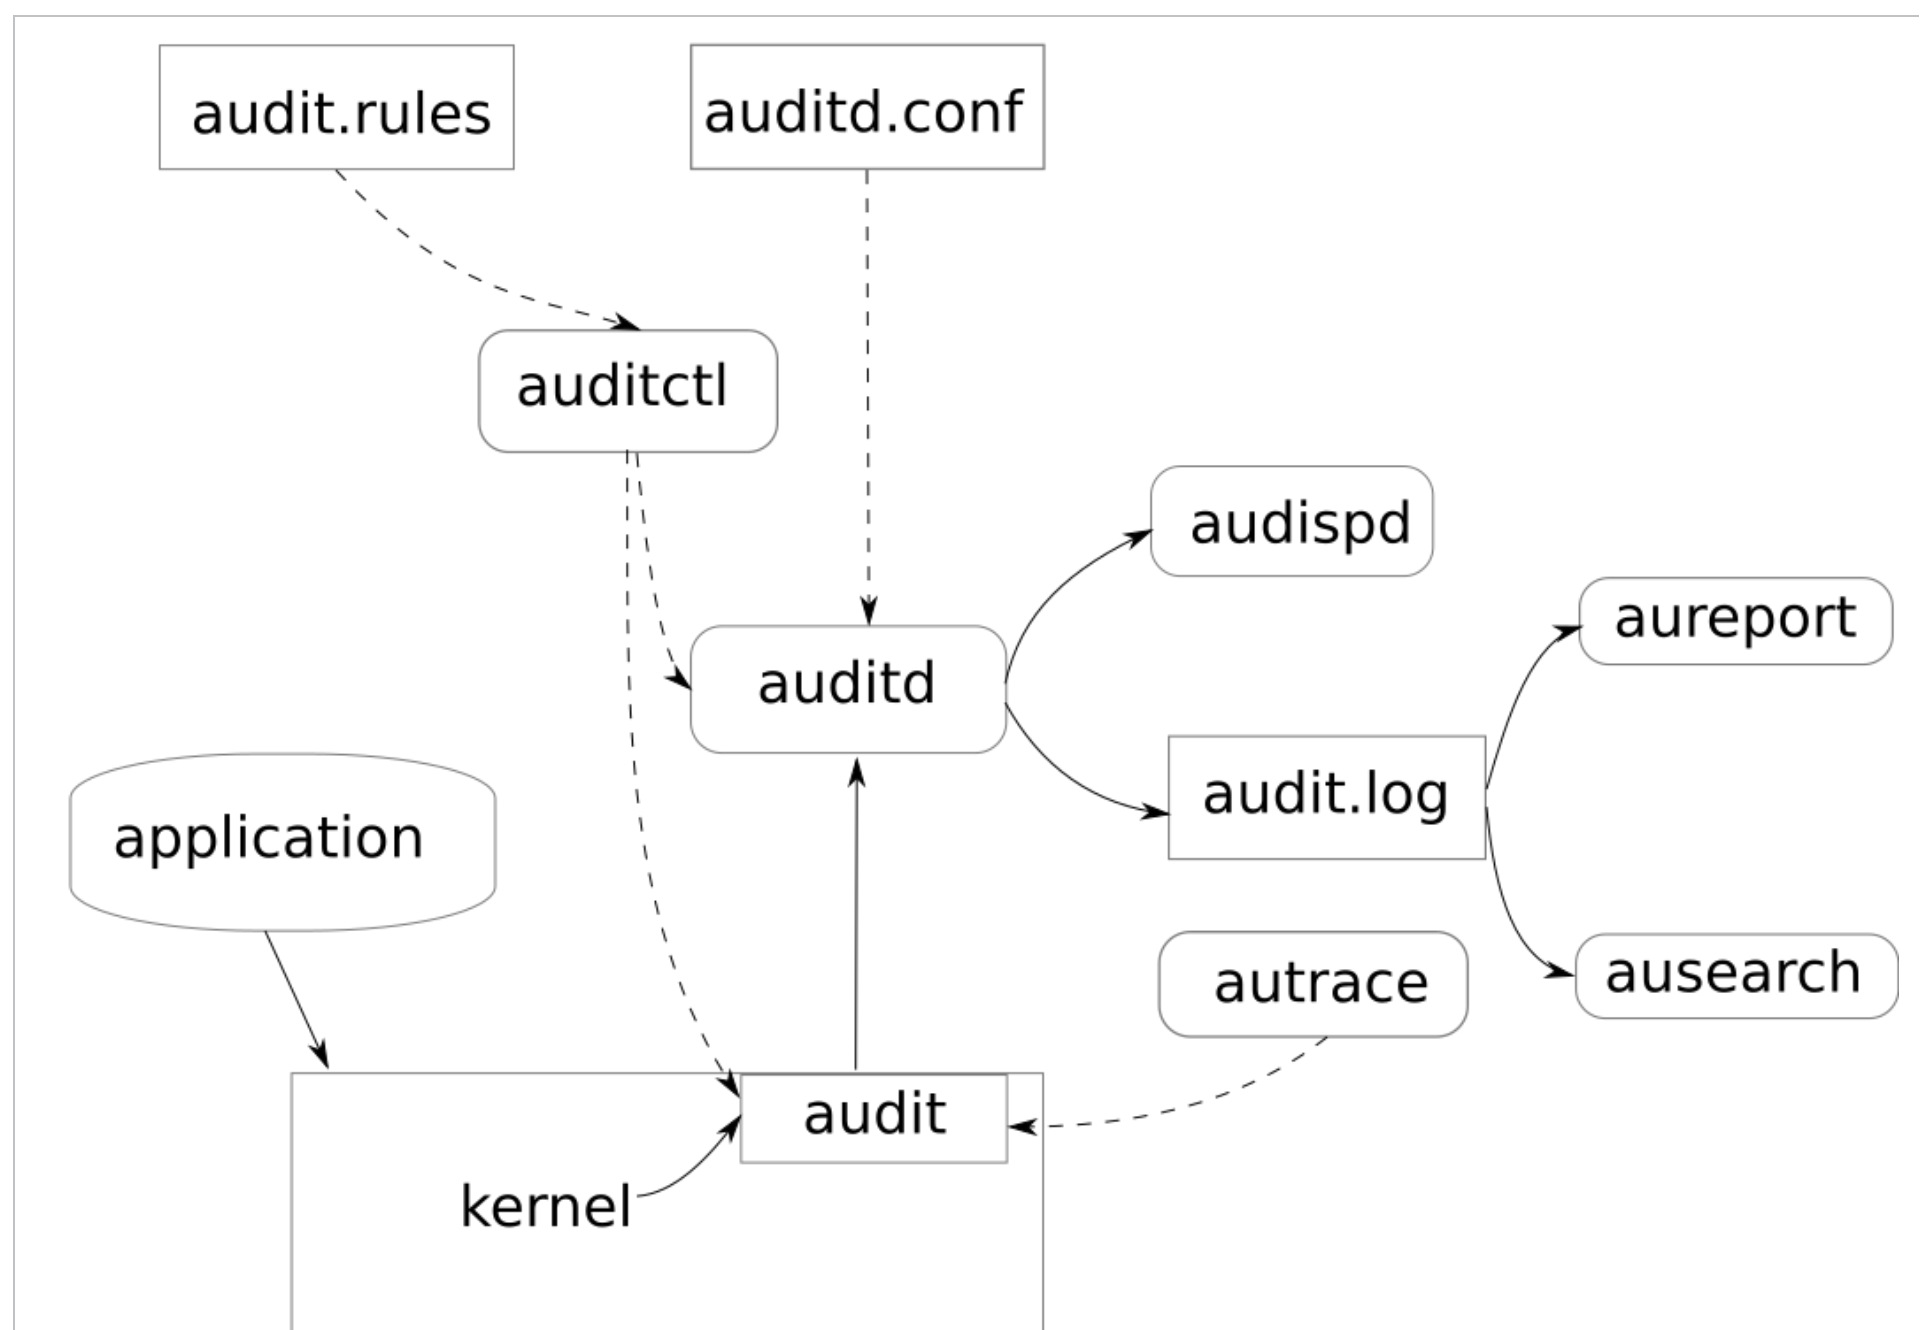 audit.rules
auditd.conf
auditctl
audispd
aureport
auditd
audit.log
application
autrace
ausearch
audit
kernel